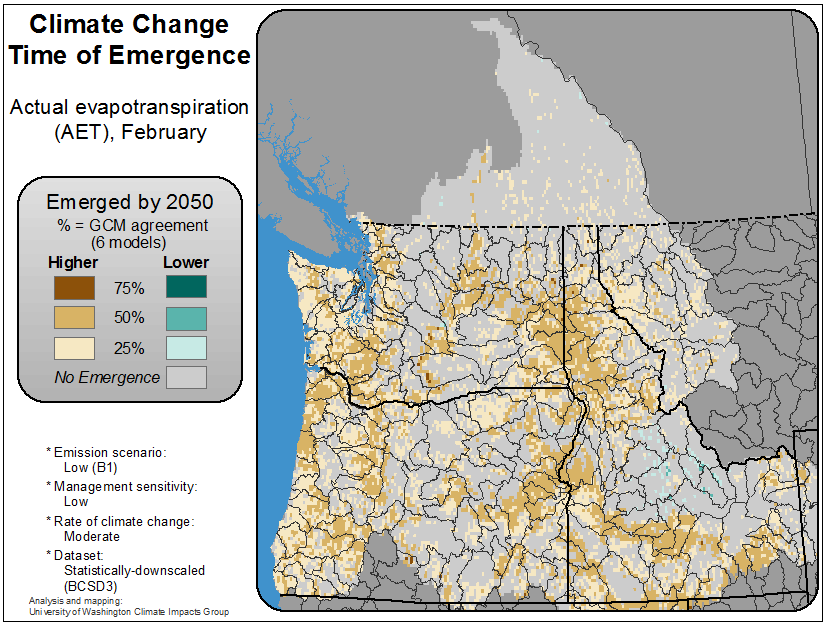 Climate Change
Time of Emergence
Actual evapotranspiration
(AET), February
Emerged by 2050
% = GCM agreement
(6 models)
Higher Lower
75%
50%
25%
No Emergence
* Emission scenario:
Low (B1)
* Management sensitivity:
Low
* Rate of climate change:
Moderate
* Dataset:
Statistically-downscaled
(BCSD3)
Analysis and mapping:
University of Washington Climate Impacts Group